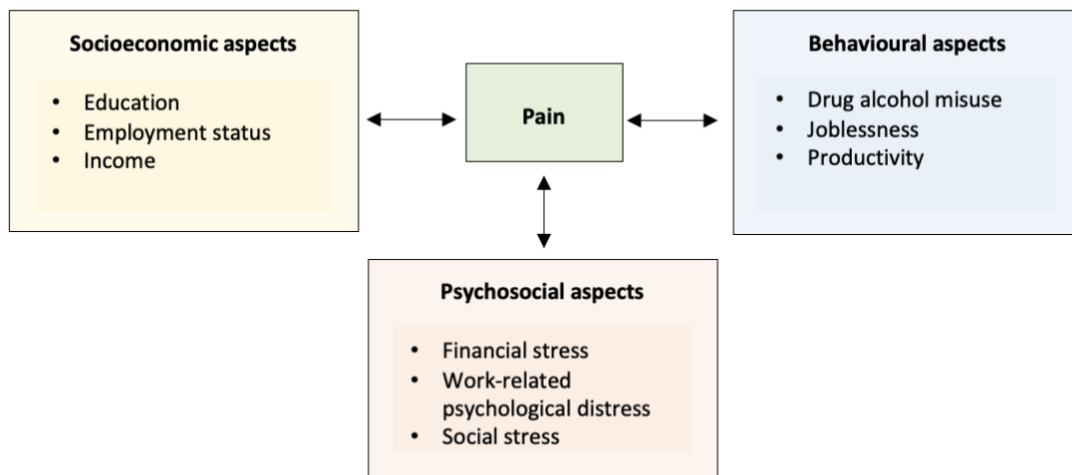 Socioeconomic aspects
• Education
• Employment status
• Income
Pain
Behavioural aspects
• Drug alcohol misuse
• Joblessness
• Productivity
Psychosocial aspects
• Financial stress
• Work-related
psychological distress
• Social stress